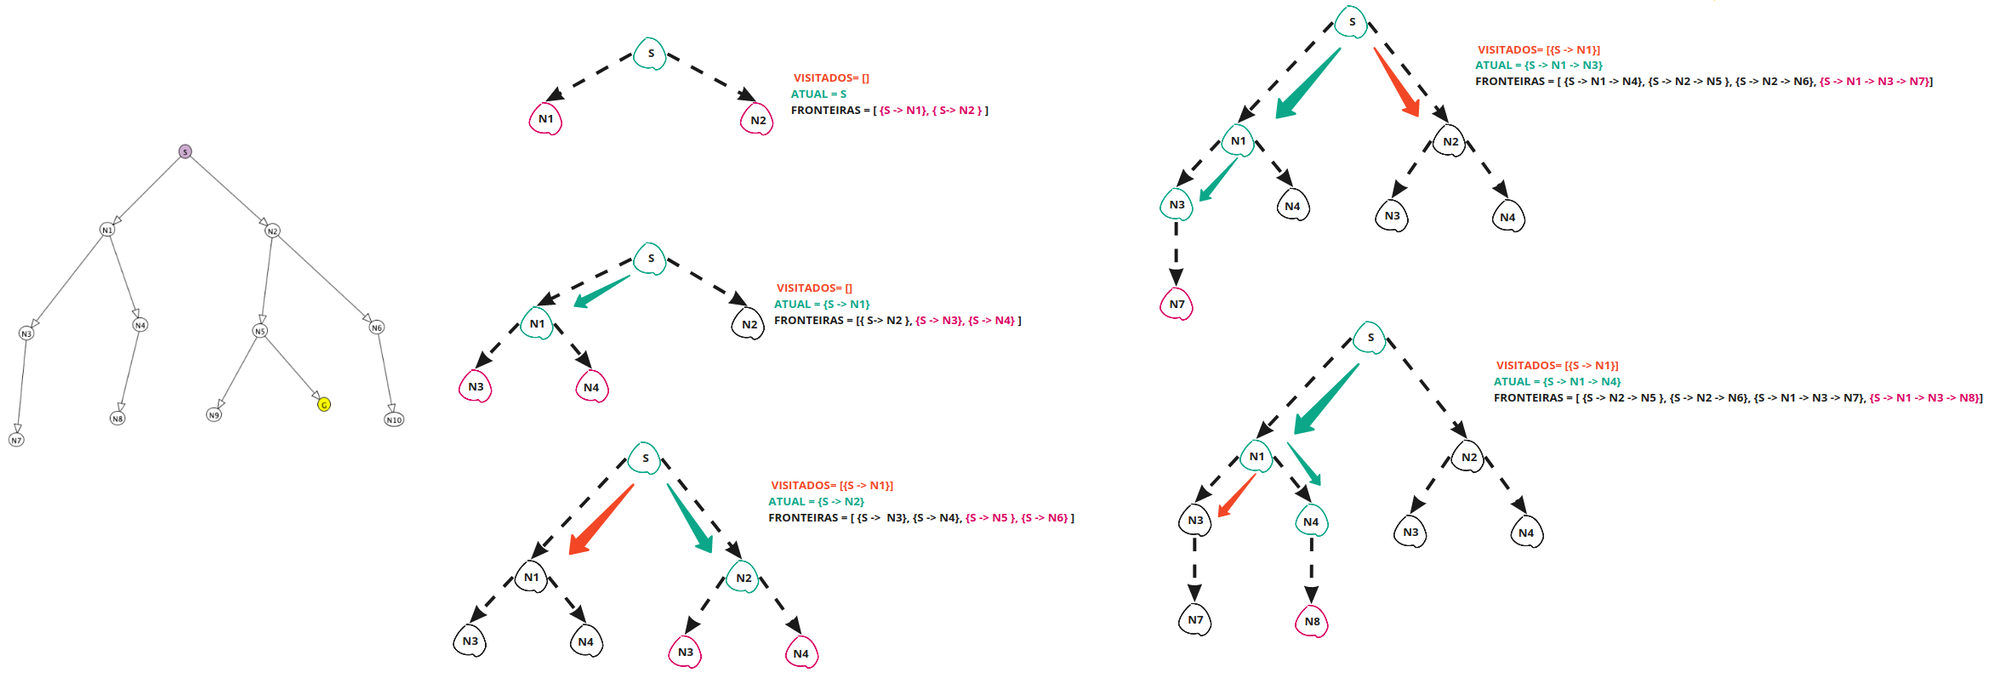 S
N1
N2
N3
N4
N5
N6
N7
N8
N9
G
N10
S
N1
N2
VISITADOS= []
ATUAL = S
FRONTEIRAS = [ {S -> N1}, { S-> N2 } ]
S
N1
N2
N3
N4
VISITADOS= []
ATUAL = {S -> N1}
FRONTEIRAS = [{ S-> N2 }, {S -> N3}, {S -> N4} ]
S
N1
N2
N3
N4
N3
N4
VISITADOS= [{S -> N1}]
ATUAL = {S -> N2}
FRONTEIRAS = [ {S -> N3}, {S -> N4}, {S -> N5 }, {S -> N6} ]
S
N1
N2
N3
N4
N3
N4
N7
VISITADOS= [{S -> N1}]
ATUAL = {S -> N1 -> N3}
FRONTEIRAS = [ {S -> N1 -> N4}, {S -> N2 -> N5 }, {S -> N2 -> N6}, {S -> N1 -> N3 -> N7}]
S
N1
N2
N3
N4
N3
N4
N7
N8
VISITADOS= [{S -> N1}]
ATUAL = {S -> N1 -> N4}
FRONTEIRAS = [ {S -> N2 -> N5 }, {S -> N2 -> N6}, {S -> N1 -> N3 -> N7}, {S -> N1 -> N3 -> N8}]